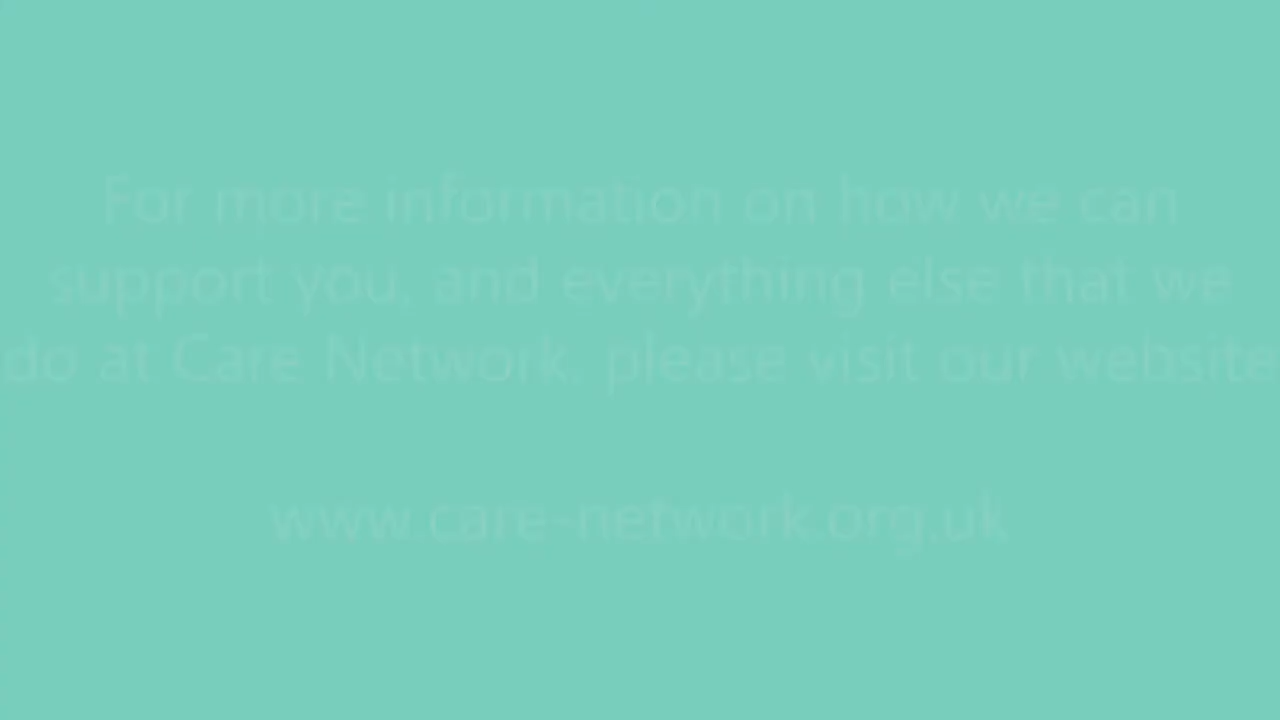 For more information on how we can
support you, and everything else that we
do at Care Network, please visit our website
www.care-network.org.uk